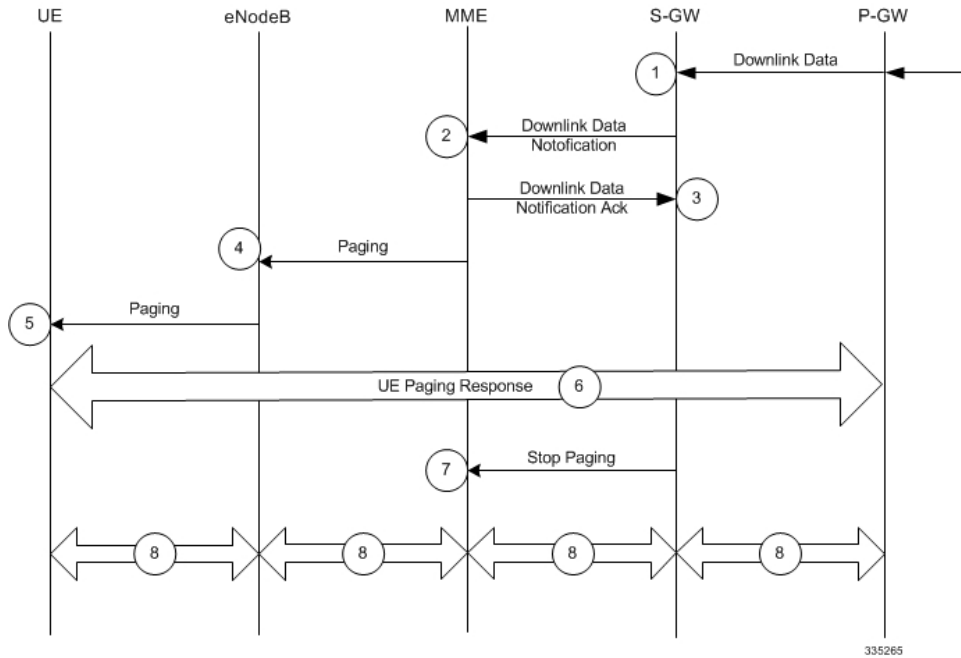 UE
eNodeB
MME
S-GW
P-GW
1
Downlink Data
2
Downlink Data
Notofication
Downlink Data
Notification Ack
3
4
Paging
5
Paging
UE Paging Response
6
7
Stop Paging
8
8
8
8
335265